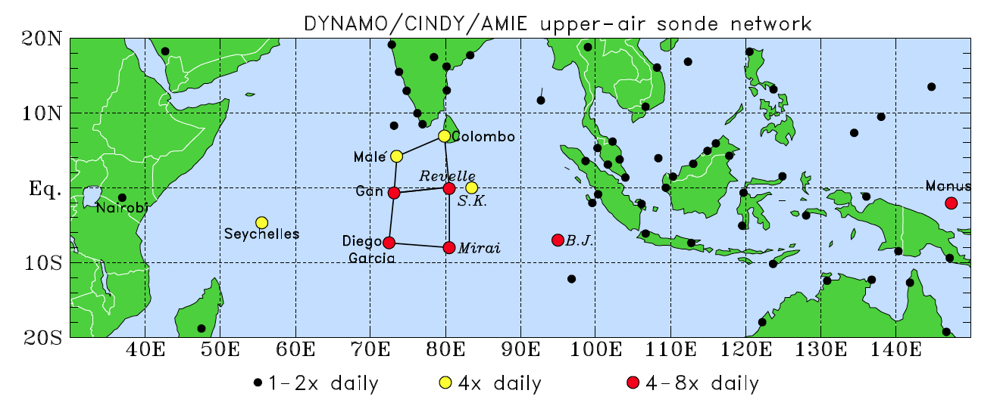 DYNAMO/CINDY/AMIE upper-air sonde network
20N
10N
Colombo
Male
Revelle
Eq.
Gan
S.K.
Manus
Nairobi
Seychelles
Diego
Garcia
Mirai
B.J.
10S
20S
40E 50E 60E 70E 80E 90E 100E 110E 120E 130E 140E
1-2x daily 4x daily 4-8x daily